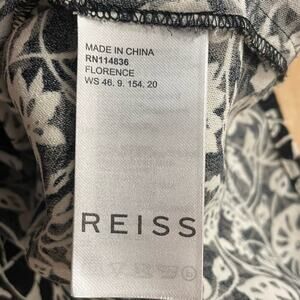 MADE IN CHINA
RN114836
FLORENCE
WS 46. 9. 154. 20
REISS